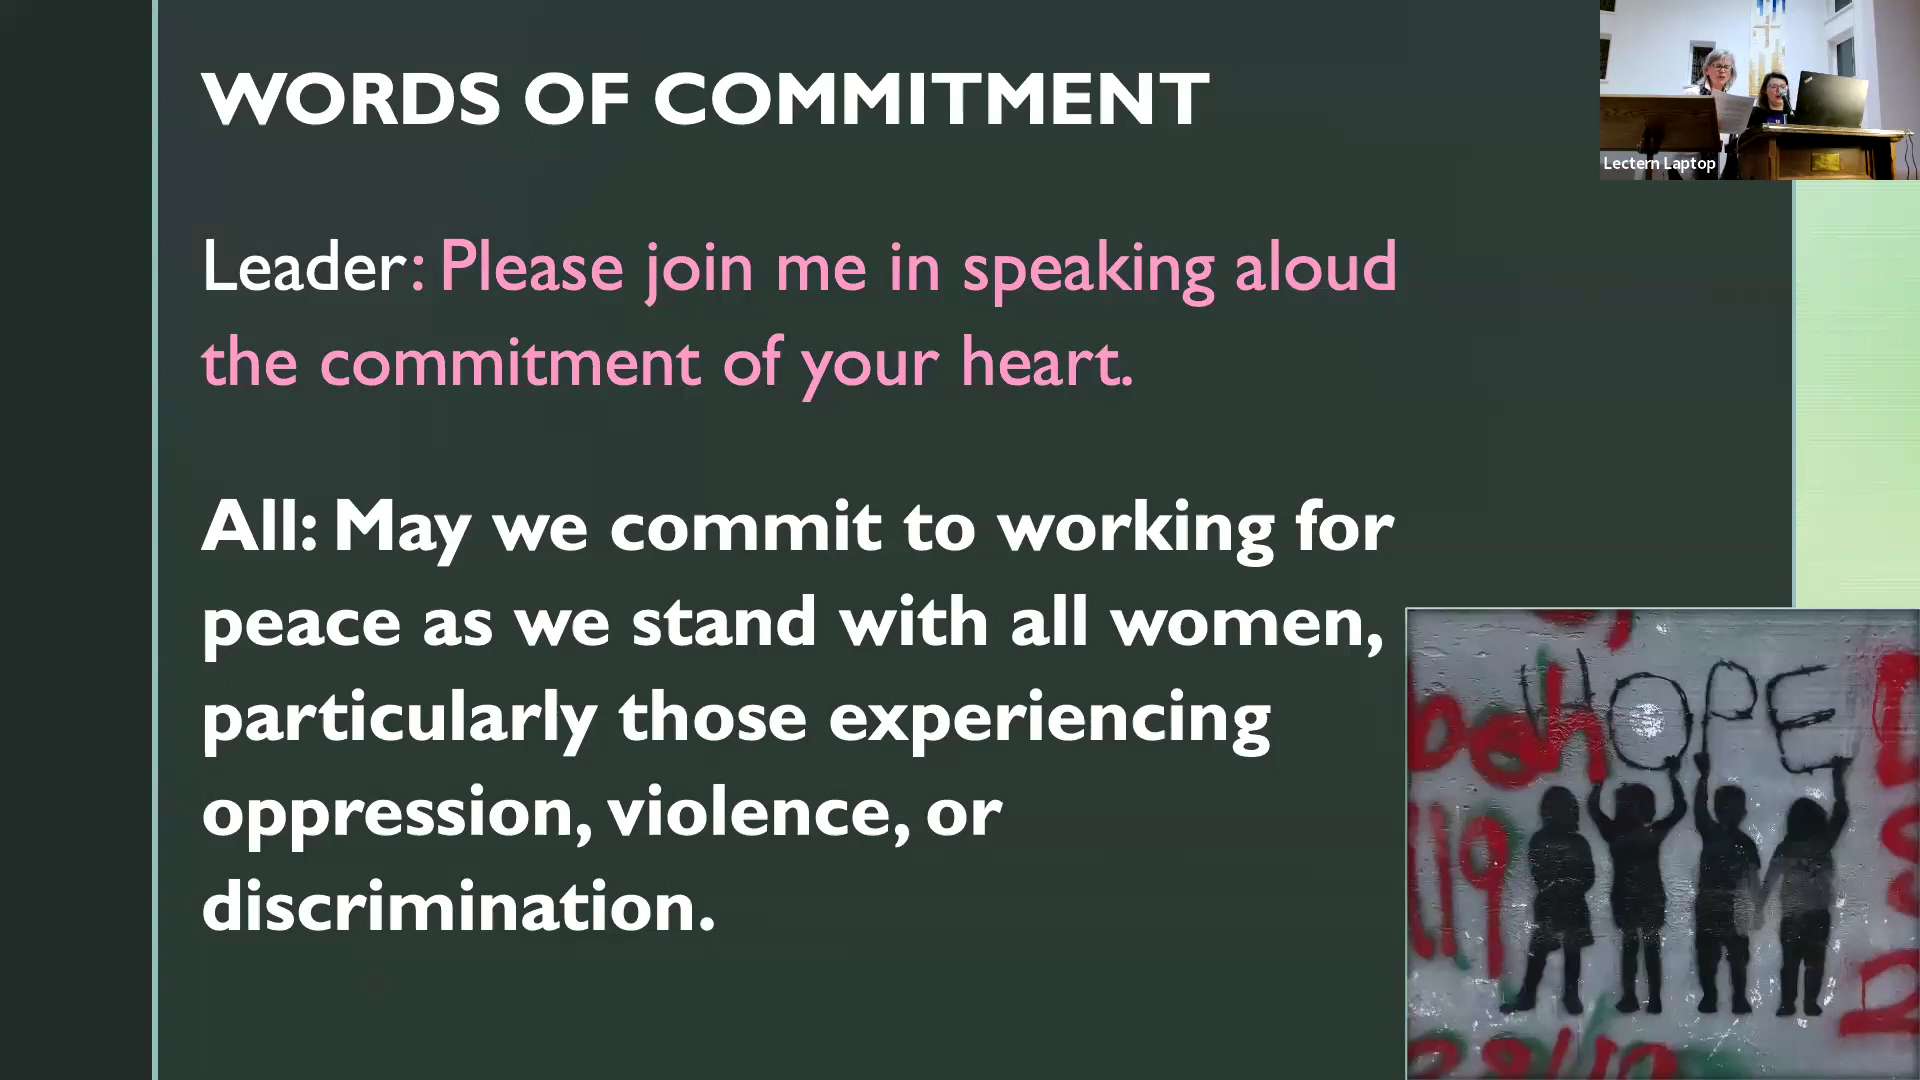 WORDS OF COMMITMENT
Lectern Laptop
Leader: Please join me in speaking aloud
the commitment of your heart.
All: May we commit to working for
peace as we stand with all women,
particularly those experiencing
oppression, violence, or
discrimination.
HOPE